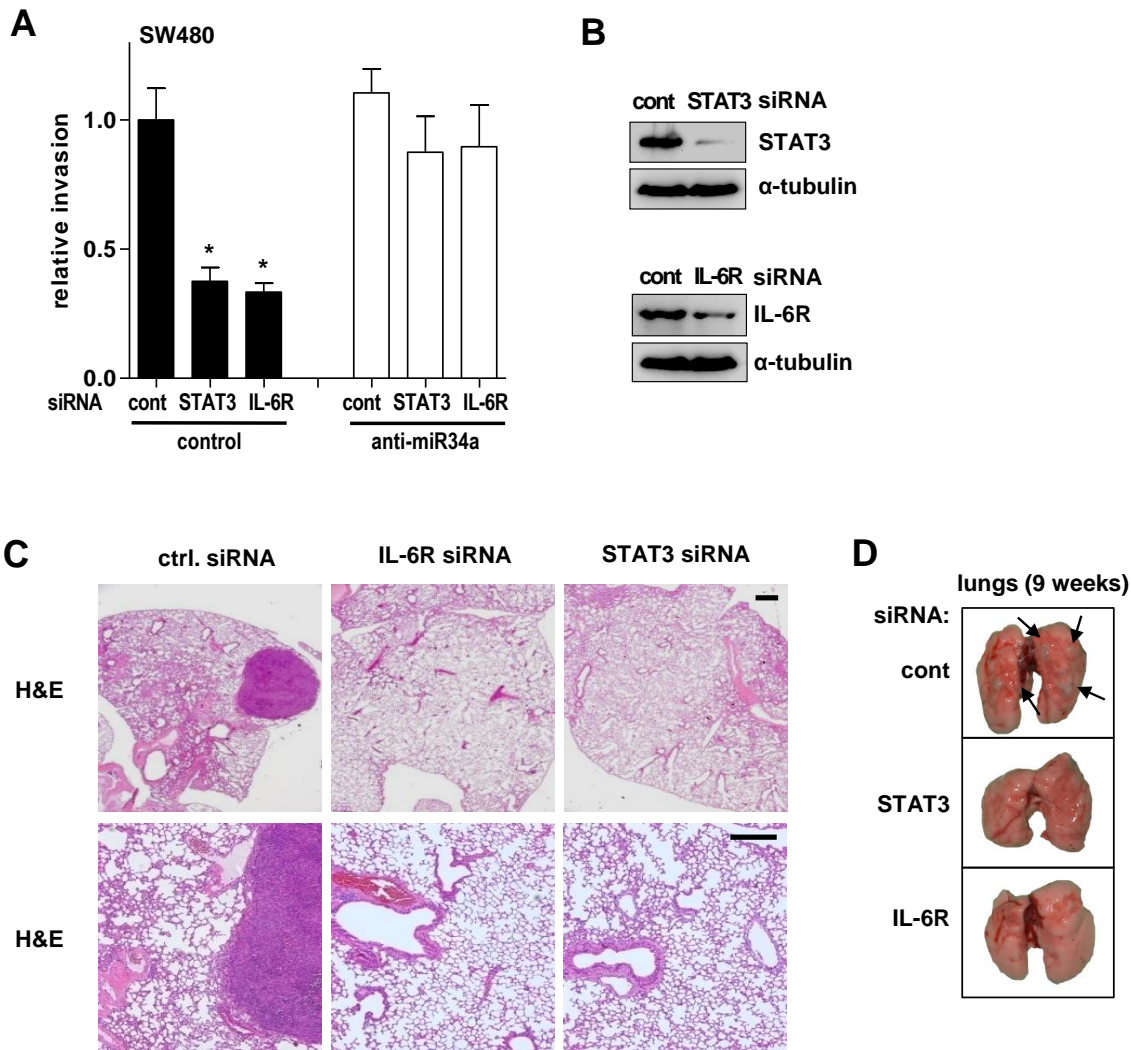 A
SW480
relative invasion
1.0
0.5
0.0
* *
siRNA cont STAT3 IL-6R cont STAT3 IL-6R
control anti-miR34a
B
cont STAT3 siRNA
STAT3
α-tubulin
cont IL-6R siRNA
IL-6R
α-tubulin
C
ctrl. siRNA IL-6R siRNA STAT3 siRNA
H&E
H&E
D
lungs (9 weeks)
siRNA:
cont
STAT3
IL-6R